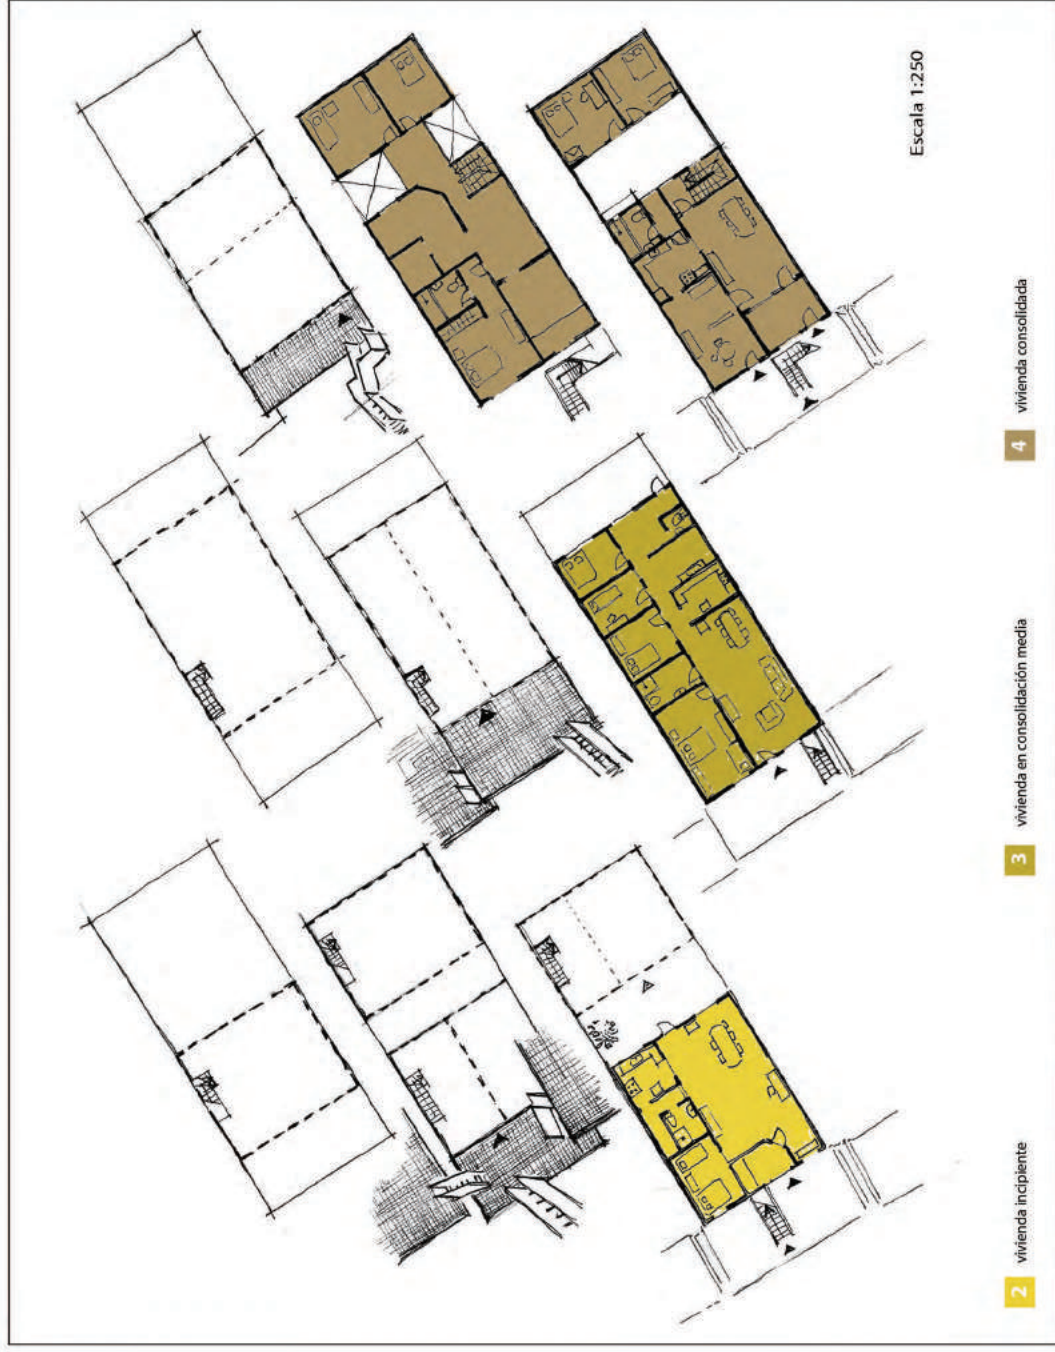 Escala 1:250
2 vivienda incipiente
3 vivienda en consolidación media
4 vivienda consolidada